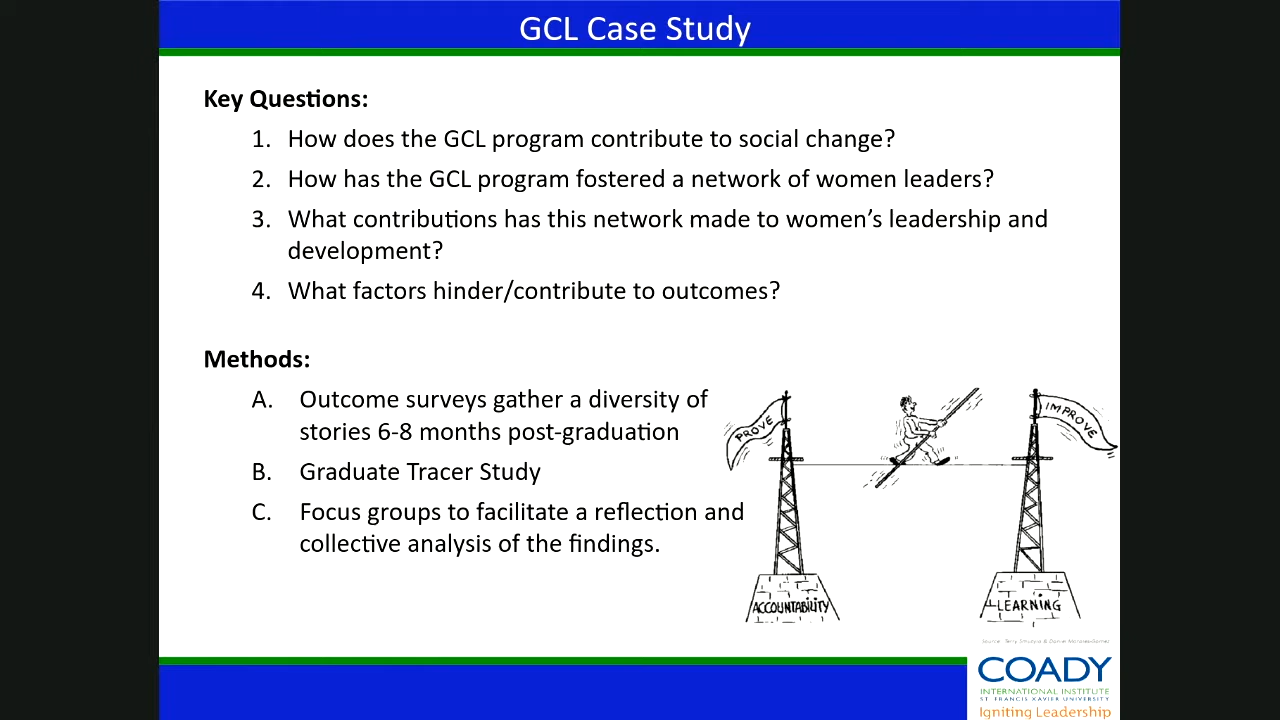 GCL Case Study
Key Questions:
1. How does the GCL program contribute to social change?
2. How has the GCL program fostered a network of women leaders?
3. What contributions has this network made to women’s leadership and
development?
4. What factors hinder/contribute to outcomes?
Methods:
A. Outcome surveys gather a diversity of
stories 6-8 months post-graduation
B. Graduate Tracer Study
C. Focus groups to facilitate a reflection and
collective analysis of the findings.
PROVE
IMPROVE
ACCOUNTABILITY
LEARNING
COADY
INTERNATIONAL INSTITUTE
ST. FRANCIS XAVIER UNIVERSITY
Igniting Leadership